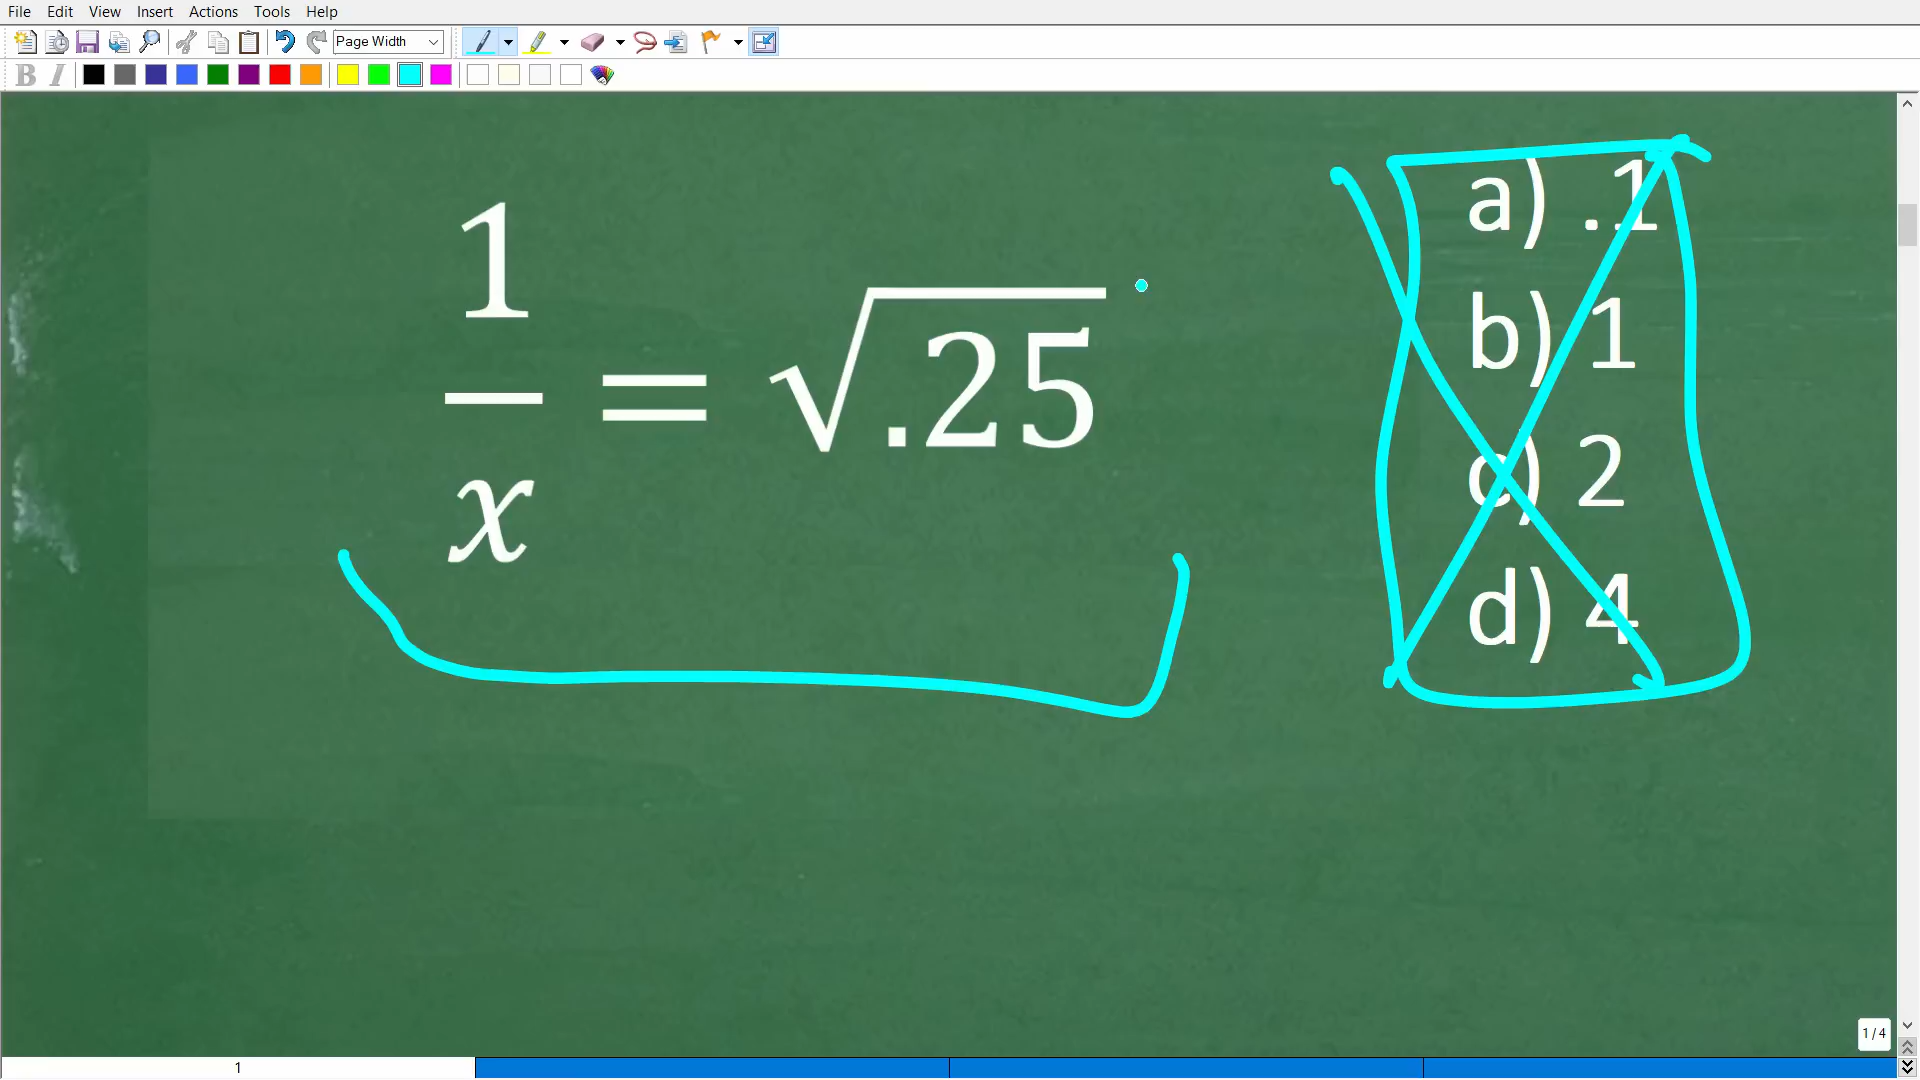 File Edit View Insert Actions Tools Help
Page Width
B I
1/x = √.25
a) .1
b) 1
c) 2
d) 4
1 / 4
1